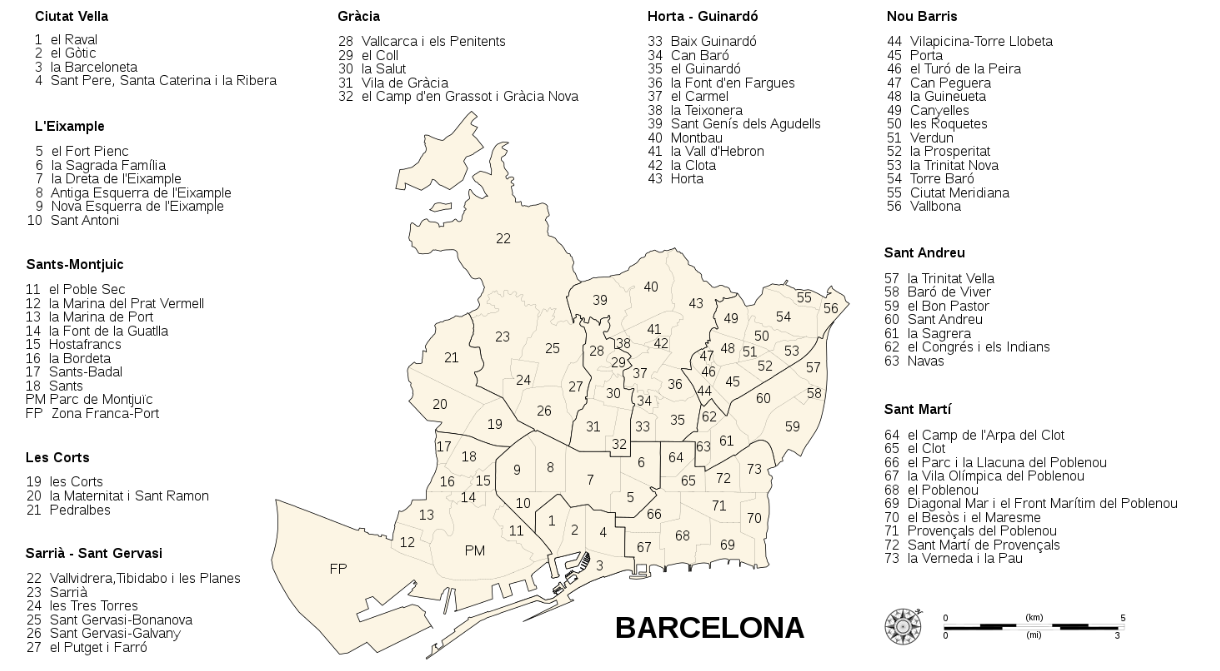 Ciutat Vella
1 el Raval
2 el Gòtic
3 la Barceloneta
4 Sant Pere, Santa Caterina i la Ribera
L'Eixample
5 el Fort Pienc
6 la Sagrada Família
7 la Dreta de l'Eixample
8 Antiga Esquerra de l'Eixample
9 Nova Esquerra de l'Eixample
10 Sant Antoni
Sants-Montjuic
11 el Poble Sec
12 la Marina del Prat Vermell
13 la Marina de Port
14 la Font de la Guatlla
15 Hostafrancs
16 la Bordeta
17 Sants-Badal
18 Sants
PM Parc de Montjuïc
FP Zona Franca-Port
Les Corts
19 les Corts
20 la Maternitat i Sant Ramon
21 Pedralbes
Sarrià - Sant Gervasi
22 Vallvidrera,Tibidabo i les Planes
23 Sarrià
24 les Tres Torres
25 Sant Gervasi-Bonanova
26 Sant Gervasi-Galvany
27 el Putget i Farró
Gràcia
28 Vallcarca i els Penitents
29 el Coll
30 la Salut
31 Vila de Gràcia
32 el Camp d'en Grassot i Gràcia Nova
Horta - Guinardó
33 Baix Guinardó
34 Can Baró
35 el Guinardó
36 la Font d'en Fargues
37 el Carmel
38 la Teixonera
39 Sant Genís dels Agudells
40 Montbau
41 la Vall d'Hebron
42 la Clota
43 Horta
Nou Barris
44 Vilapicina-Torre Llobeta
45 Porta
46 el Turó de la Peira
47 Can Peguera
48 la Guineueta
49 Canyelles
50 les Roquetes
51 Verdun
52 la Prosperitat
53 la Trinitat Nova
54 Torre Baró
55 Ciutat Meridiana
56 Vallbona
Sant Andreu
57 la Trinitat Vella
58 Baró de Viver
59 el Bon Pastor
60 Sant Andreu
61 la Sagrera
62 el Congrés i els Indians
63 Navas
Sant Martí
64 el Camp de l'Arpa del Clot
65 el Clot
66 el Parc i la Llacuna del Poblenou
67 la Vila Olímpica del Poblenou
68 el Poblenou
69 Diagonal Mar i el Front Marítim del Poblenou
70 el Besòs i el Maresme
71 Provençals del Poblenou
72 Sant Martí de Provençals
73 la Verneda i la Pau
22
40
39
43
55
56
54
49
23
41
50
25
28
38
42
48
51
53
21
29
47
52
57
46
24
27
37
36
45
30
44
58
20
34
60
26
62
19
31
33
35
59
32
61
17
63
18
64
9
8
6
73
16
15
7
65
72
14
5
10
71
13
66
1
70
11
2
4
68
12
67
69
PM
FP
3
BARCELONA
0 (km) 5
0 (mi) 3